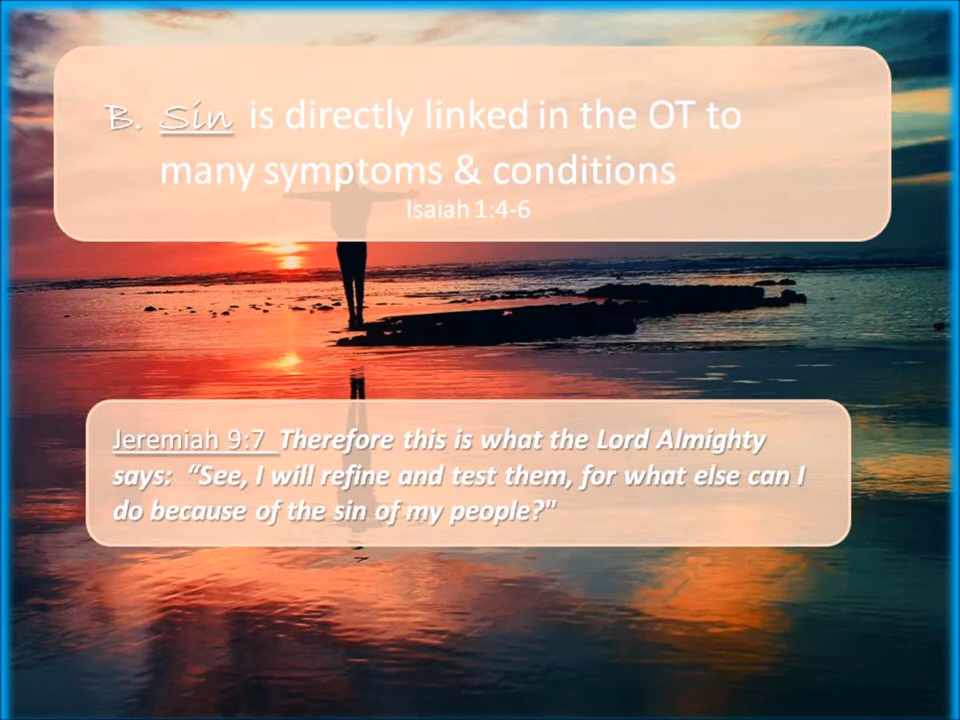 B. Sin is directly linked in the OT to
many symptoms & conditions
Isaiah 1:4-6
Jeremiah 9:7 Therefore this is what the Lord Almighty
says: “See, I will refine and test them, for what else can I
do because of the sin of my people?"